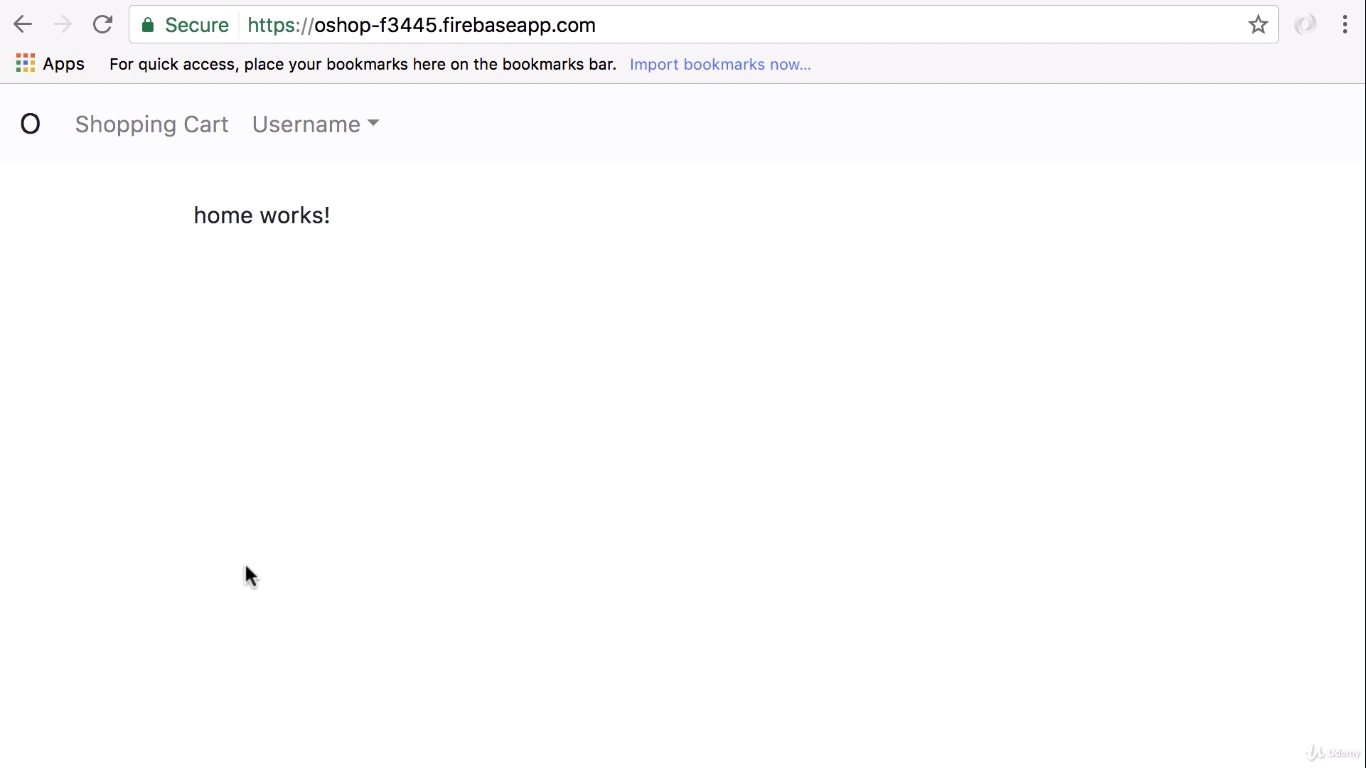 Secure https://oshop-f3445.firebaseapp.com
Apps For quick access, place your bookmarks here on the bookmarks bar. Import bookmarks now...
O Shopping Cart Username
home works!
Udemy